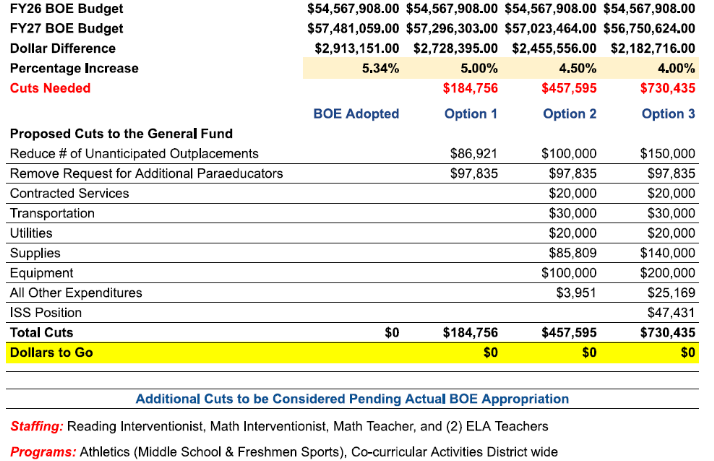 FY26 BOE Budget $54,567,908.00 $54,567,908.00 $54,567,908.00 $54,567,908.00
FY27 BOE Budget $57,481,059.00 $57,296,303.00 $57,023,464.00 $56,750,624.00
Dollar Difference $2,913,151.00 $2,728,395.00 $2,455,556.00 $2,182,716.00
Percentage Increase 5.34% 5.00% 4.50% 4.00%
Cuts Needed $184,756 $457,595 $730,435
BOE Adopted Option 1 Option 2 Option 3
Proposed Cuts to the General Fund
Reduce # of Unanticipated Outplacements $86,921 $100,000 $150,000
Remove Request for Additional Paraeducators $97,835 $97,835 $97,835
Contracted Services $20,000 $20,000
Transportation $30,000 $30,000
Utilities $20,000 $20,000
Supplies $85,809 $140,000
Equipment $100,000 $200,000
All Other Expenditures $3,951 $25,169
ISS Position $47,431
Total Cuts $0 $184,756 $457,595 $730,435
Dollars to Go $0 $0 $0
Additional Cuts to be Considered Pending Actual BOE Appropriation
Staffing: Reading Interventionist, Math Interventionist, Math Teacher, and (2) ELA Teachers
Programs: Athletics (Middle School & Freshmen Sports), Co-curricular Activities District wide